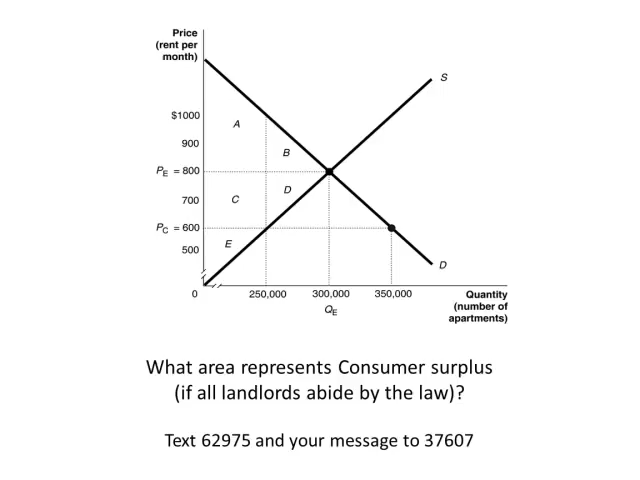 Price
(rent per
month)
S
$1000
A
900
B
PE = 800
D
700
C
PC = 600
E
500
D
0
250,000
300,000
350,000
Quantity
(number of
apartments)
QE
What area represents Consumer surplus
(if all landlords abide by the law)?
Text 62975 and your message to 37607